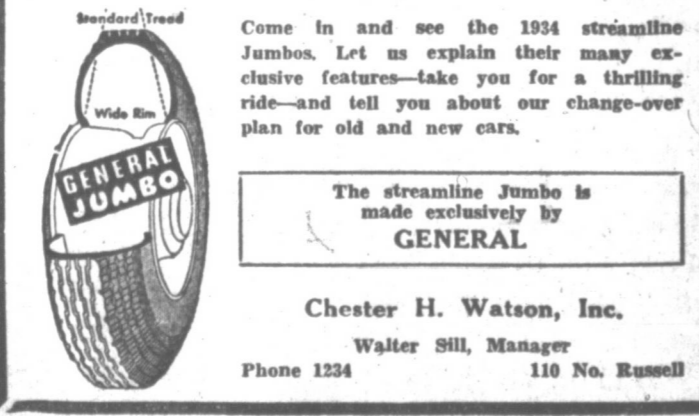 Standard Tread
Wide Rim
GENERAL
JUMBO
Come in and see the 1934 streamline
Jumbos. Let us explain their many ex-
clusive features—take you for a thrilling
ride—and tell you about our change-over
plan for old and new cars.
The streamline Jumbo is
made exclusively by
GENERAL
Chester H. Watson, Inc.
Walter Sill, Manager
Phone 1234 110 No. Russell